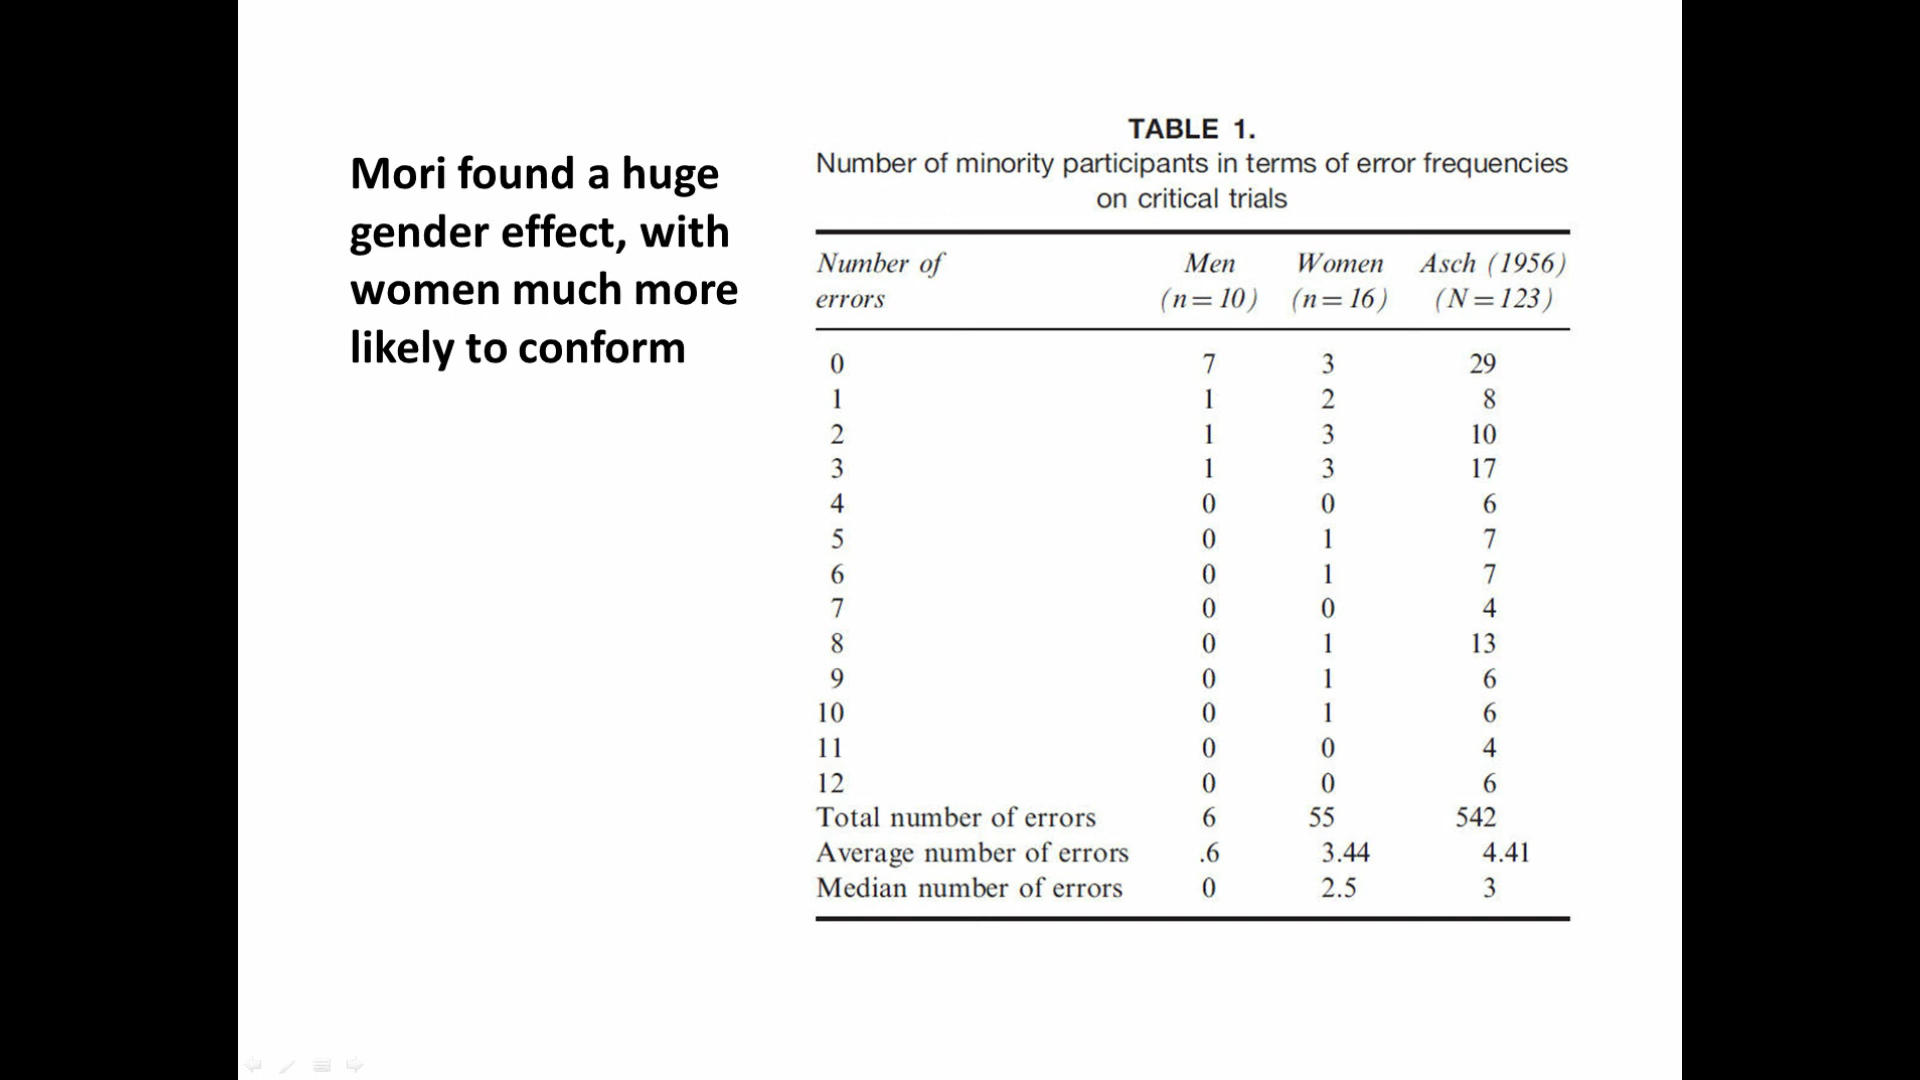 Mori found a huge
gender effect, with
women much more
likely to conform
TABLE 1.
Number of minority participants in terms of error frequencies
on critical trials
Number of errors Men (n=10) Women (n=16) Asch (1956) (N=123)
0 7 3 29
1 1 2 8
2 1 3 10
3 1 3 17
4 0 0 6
5 0 1 7
6 0 1 7
7 0 0 4
8 0 1 13
9 0 1 6
10 0 1 6
11 0 0 4
12 0 0 6
Total number of errors 6 55 542
Average number of errors .6 3.44 4.41
Median number of errors 0 2.5 3